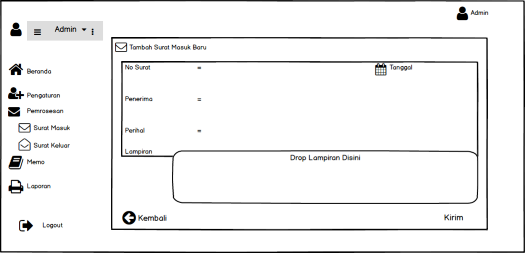 Admin
Admin
Tambah Surat Masuk Baru
No Surat =
Tanggal
Beranda
Pengaturan
Penerima =
Pemrosesan
Surat Masuk
Perihal =
Surat Keluar
Lampiran
Drop Lampiran Disini
Memo
Laporan
Kembali
Kirim
Logout